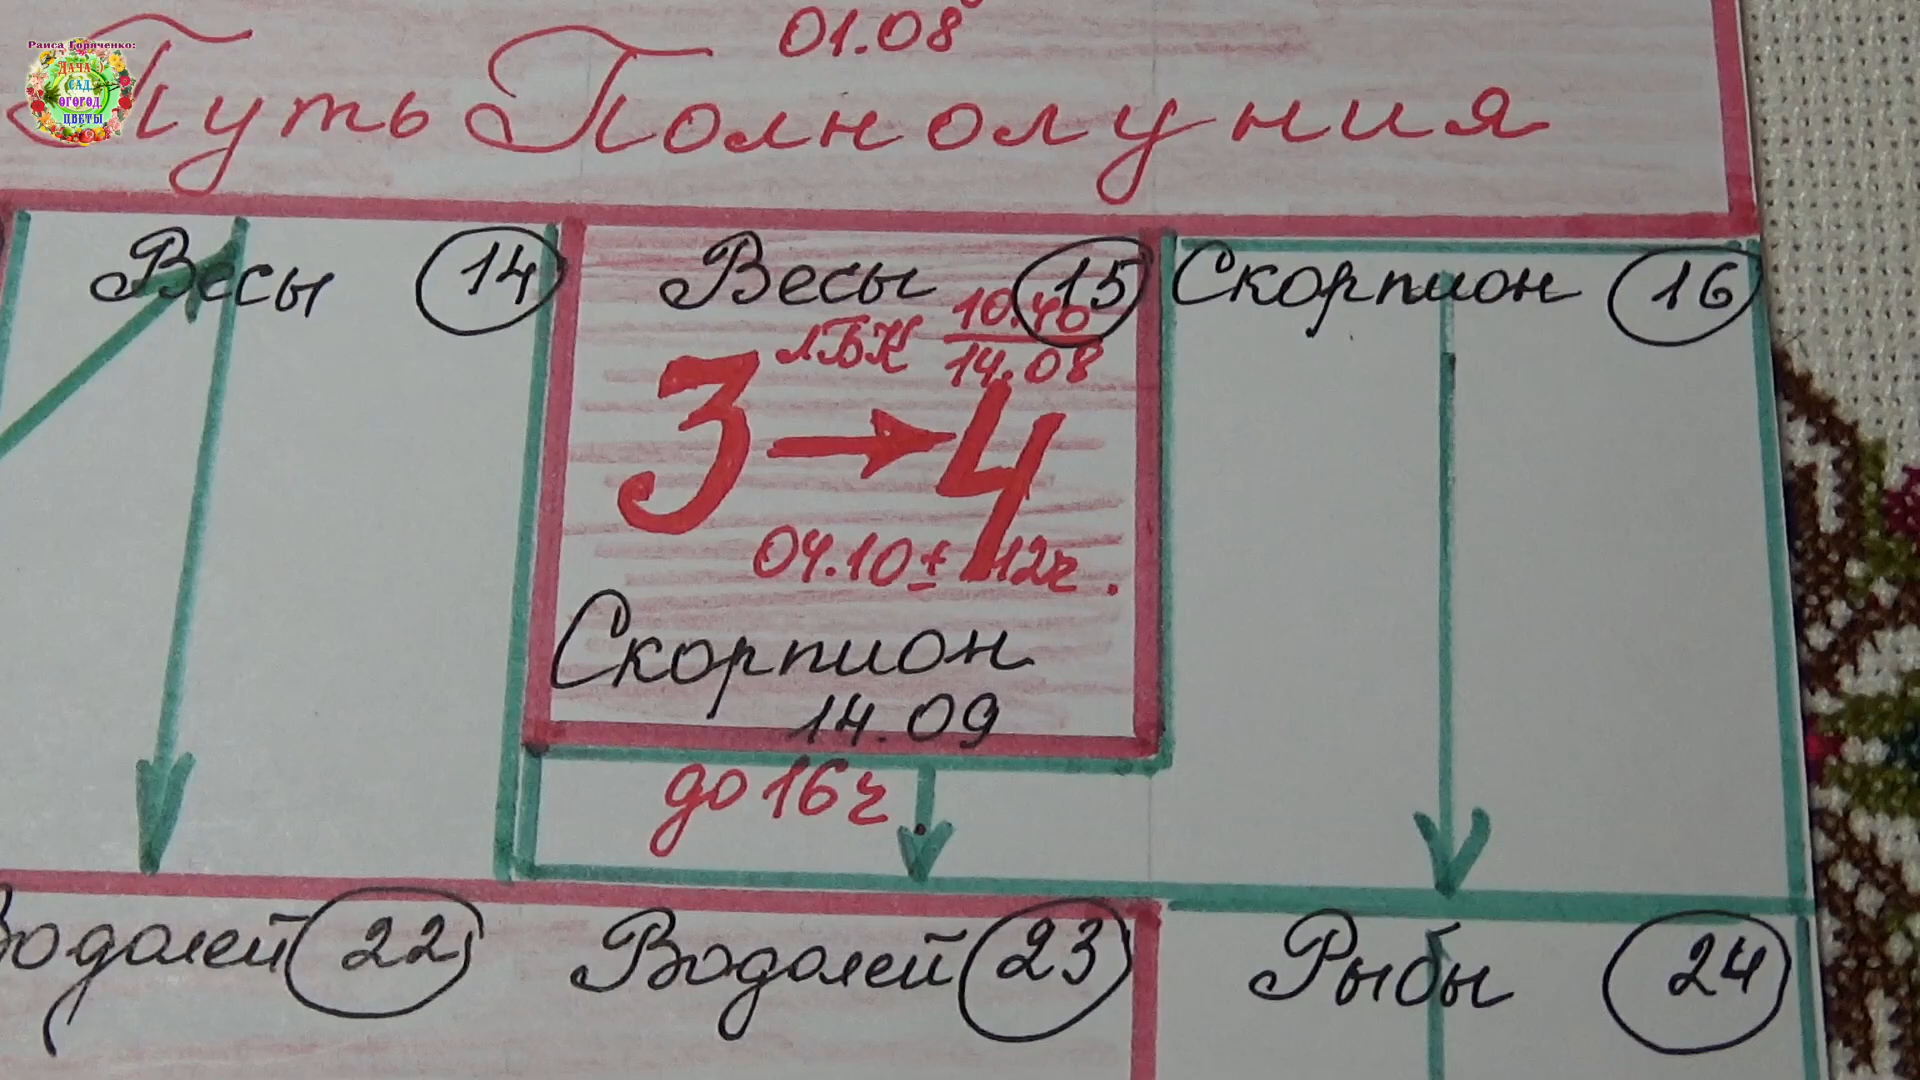 01.08
Раиса Горяченко:
Дача
сад
огород.
цветы
Путь Полнолуния
Весы 14
Весы 15
Скорпион 16
ЛБК 10.46
14.08
3 → 4
04.10 ± 12ч.
Скорпион
14.09
до 16ч.
Водолей 22
Водолей 23
Рыбы 24